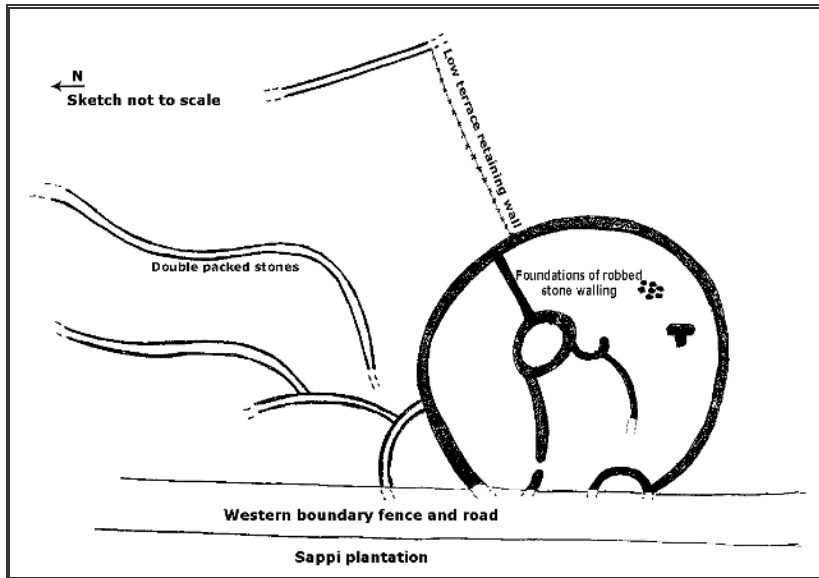 N
Sketch not to scale
Low terrace retaining wall
Double packed stones
Foundations of robbed
stone walling
Western boundary fence and road
Sappi plantation